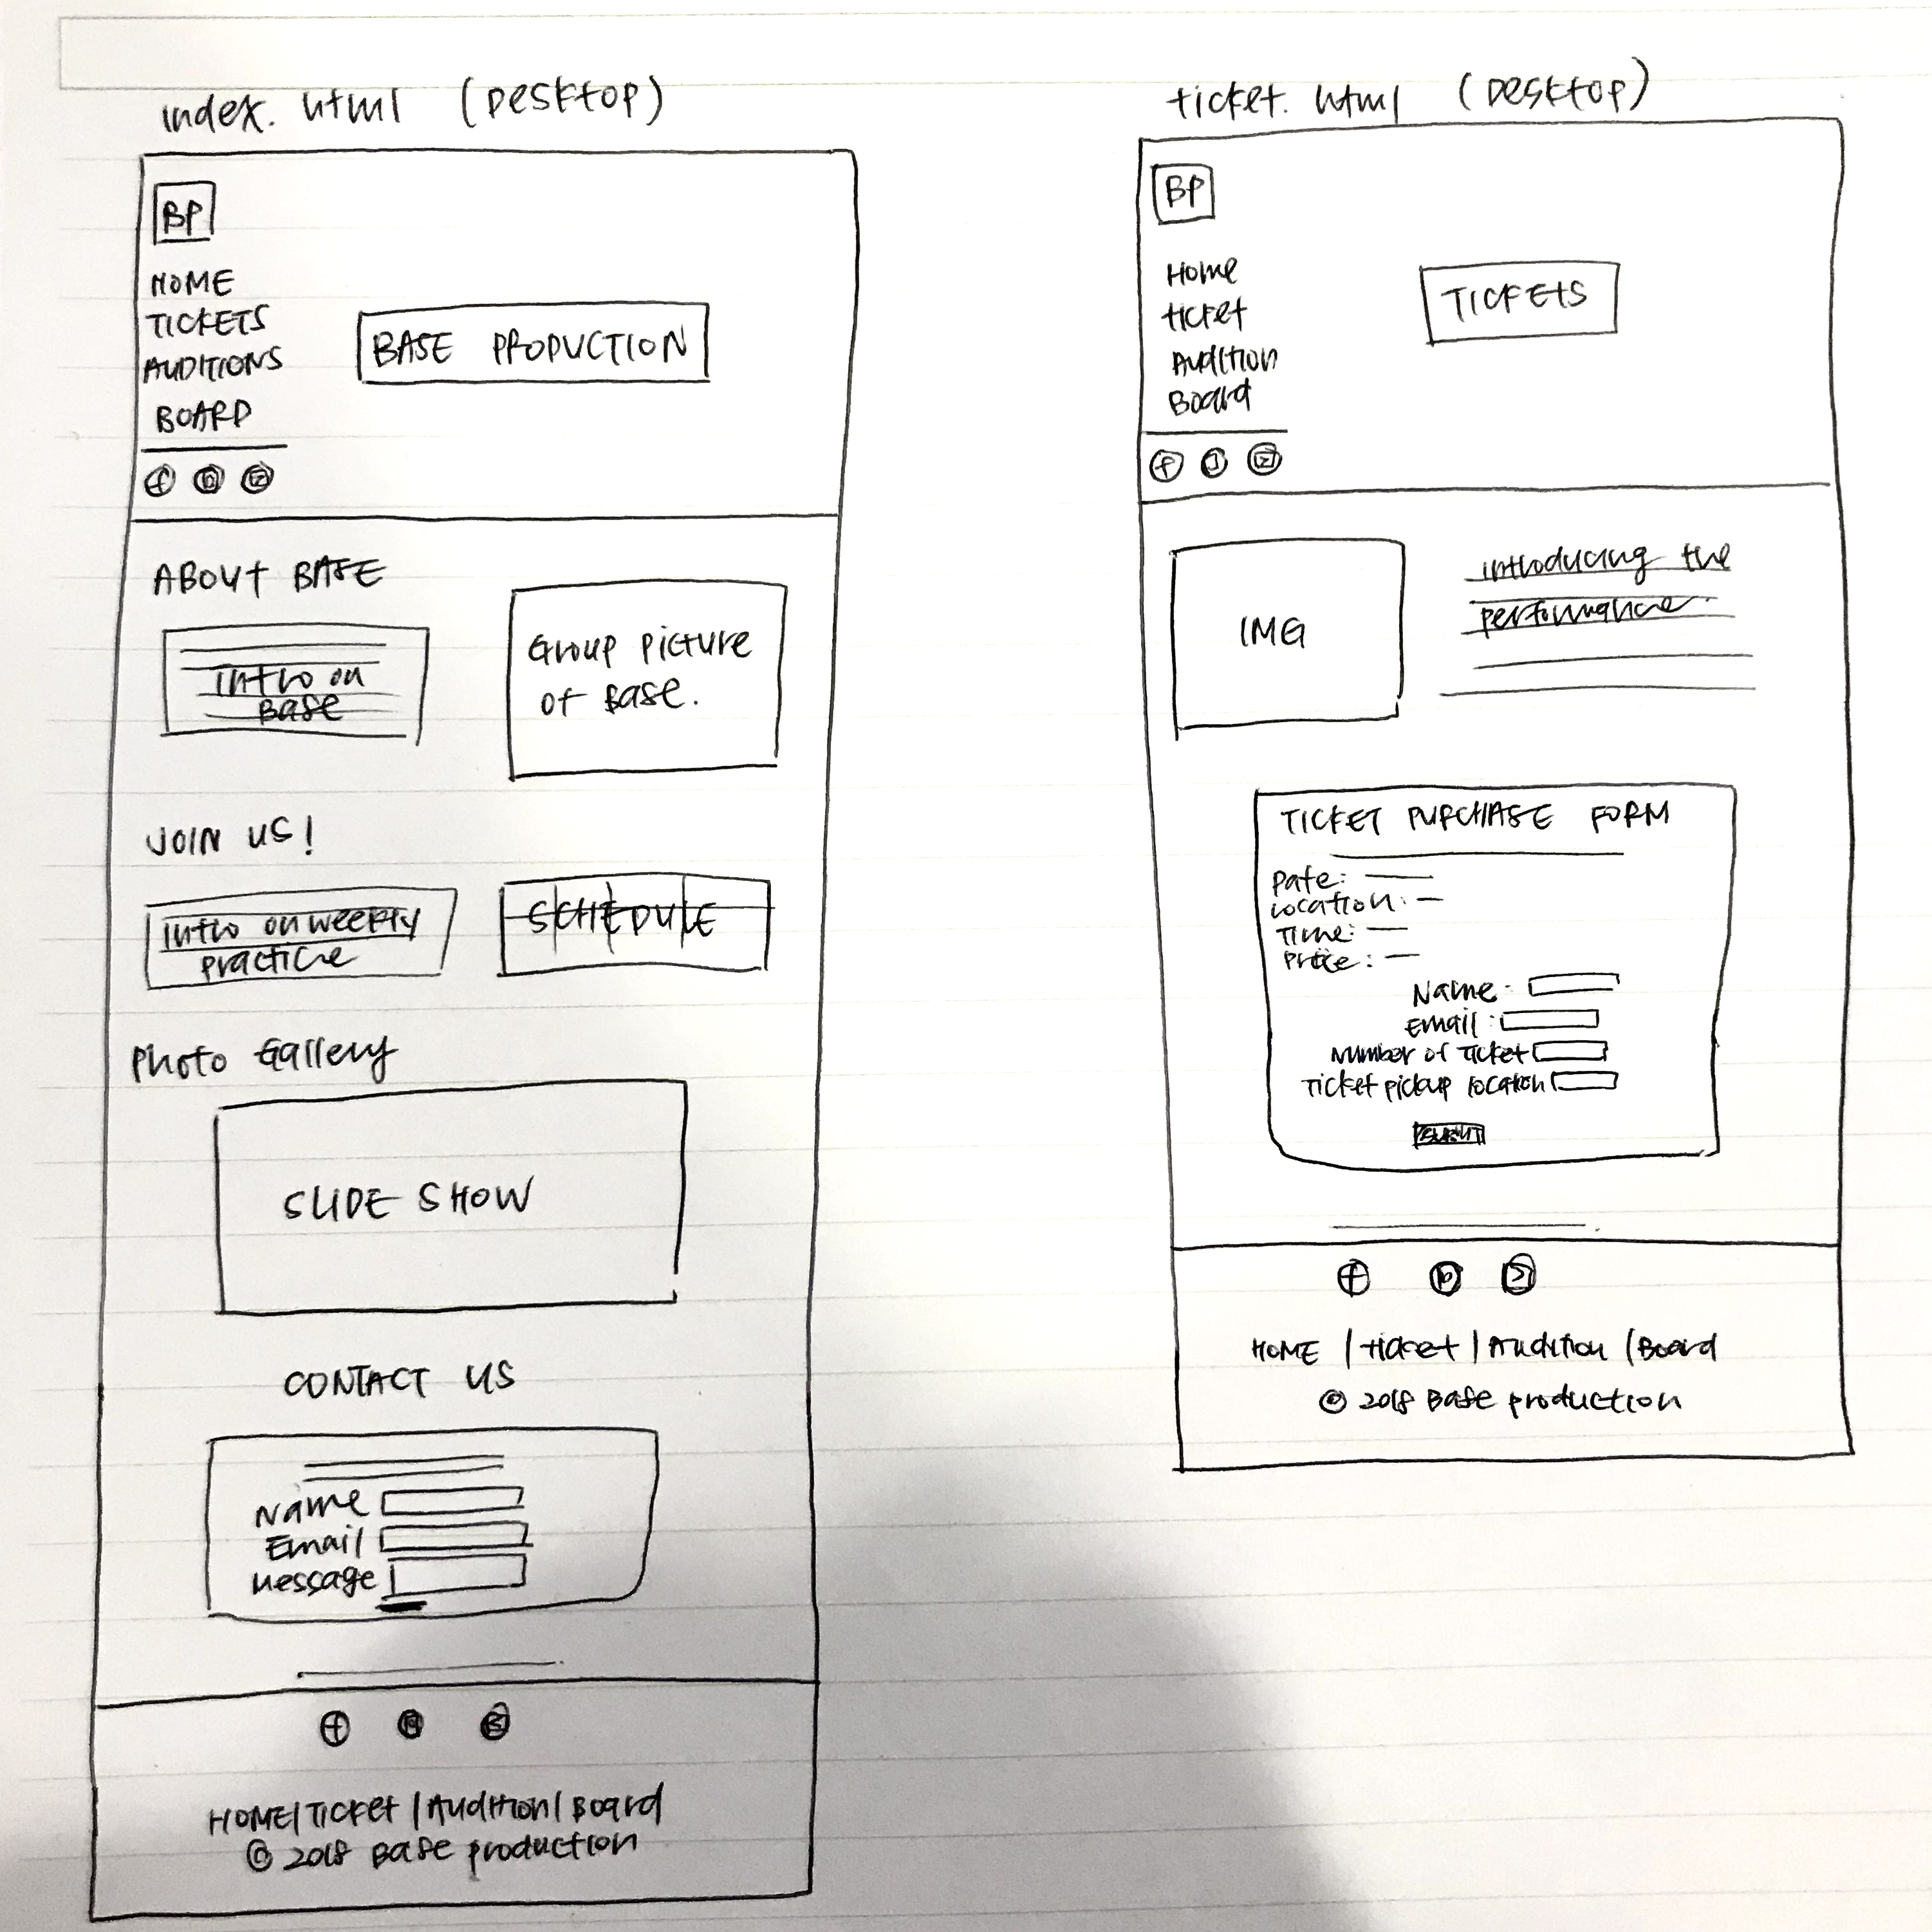 index.html (Desktop)
BP
HOME
TICKETS
AUDITIONS
BOARD
BASE PRODUCTION
ABOUT BASE
Intro on
Base
Group picture
of Base.
JOIN US!
Intro on weekly
practice
SCHEDULE
Photo Gallery
SLIDE SHOW
CONTACT US
Name
Email
Message
HOME|Ticket|Audition|Board
© 2018 Base production
ticket.html (Desktop)
BP
Home
ticket
Audition
Board
TICKETS
IMG
introducing the
performance.
TICKET PURCHASE FORM
Date:
Location:
Time:
Price:
Name:
Email:
Number of Ticket
Ticket pickup location
SUBMIT
HOME |ticket|Audition|Board
© 2018 Base production